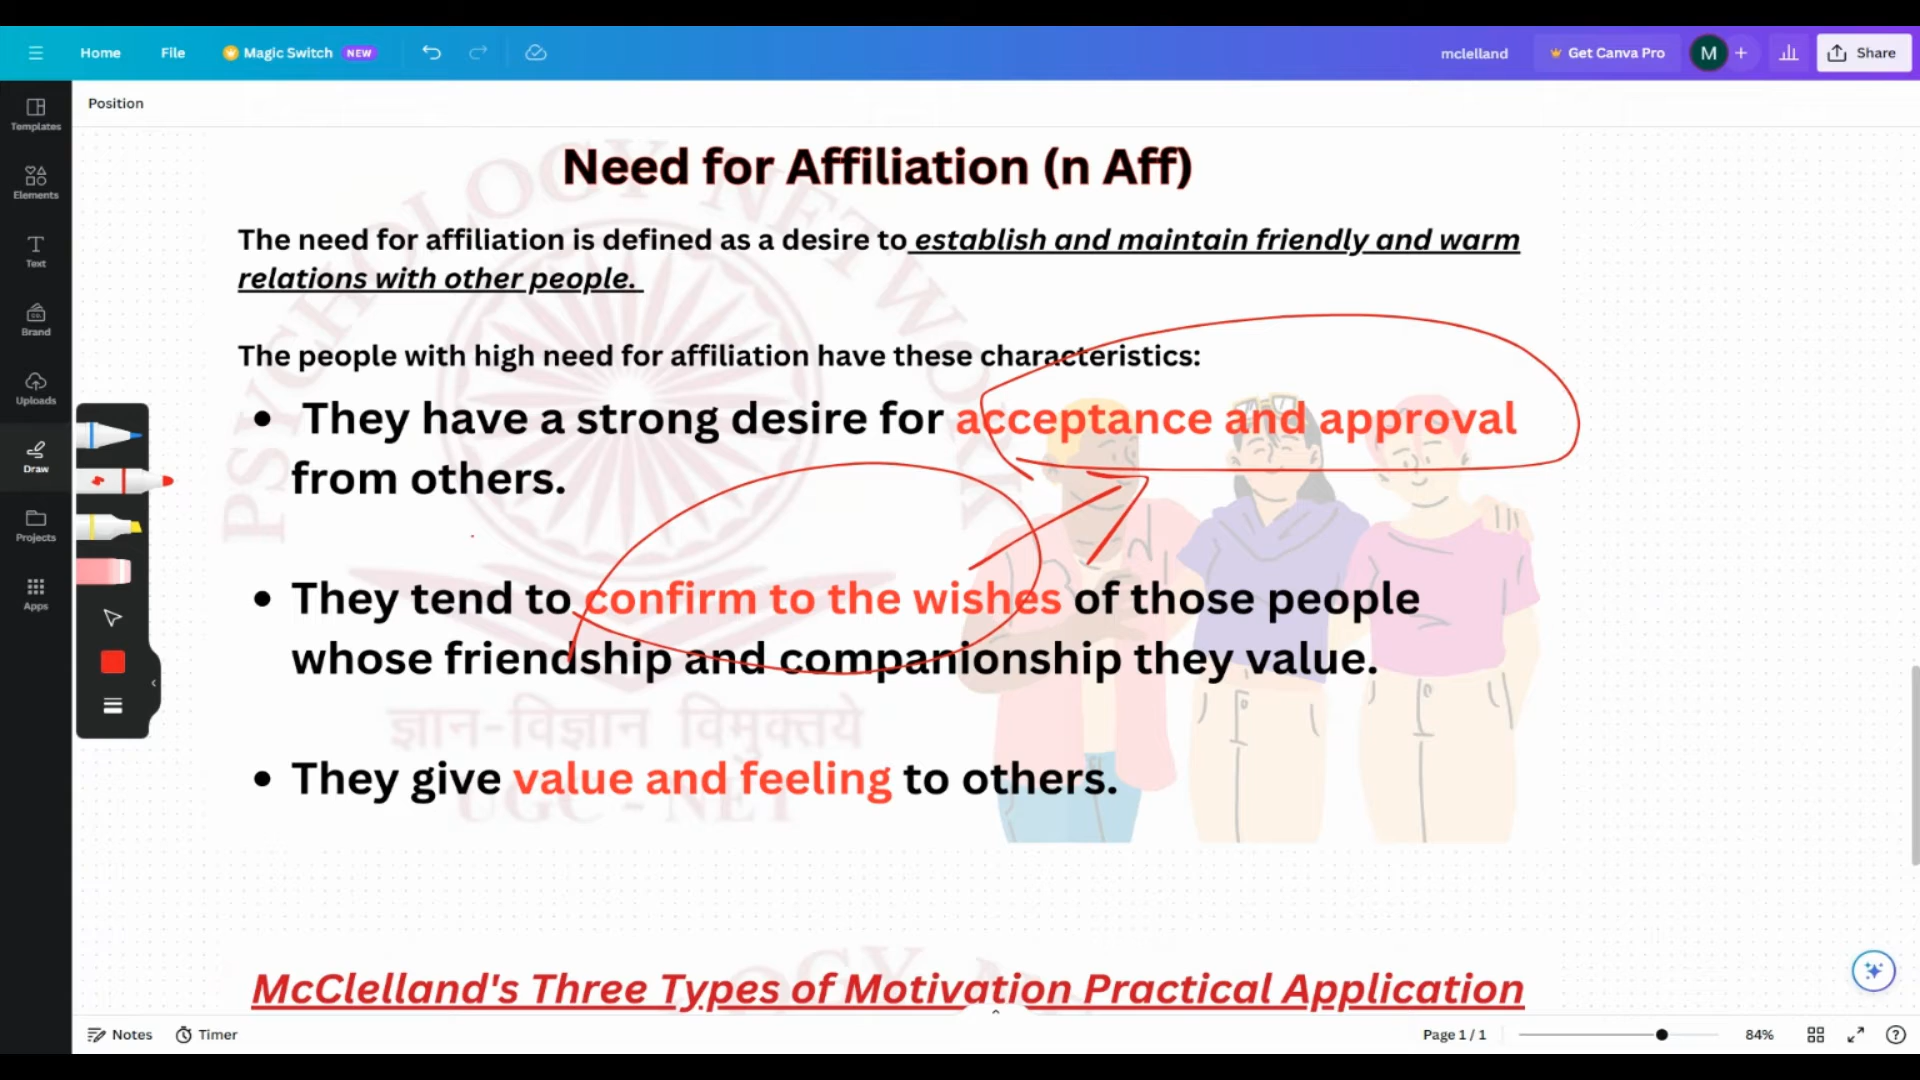 Home File Magic Switch NEW mclelland Get Canva Pro M + Share
Position
Templates
Elements
Text
Brand
Uploads
Draw
Projects
Apps
Need for Affiliation (n Aff)
The need for affiliation is defined as a desire to establish and maintain friendly and warm
relations with other people.
The people with high need for affiliation have these characteristics:
• They have a strong desire for acceptance and approval
from others.
• They tend to confirm to the wishes of those people
whose friendship and companionship they value.
• They give value and feeling to others.
PSYCHOLOGY NETWORK
ज्ञान-विज्ञान विमुक्तये
UGC - NET
McClelland's Three Types of Motivation Practical Application
Notes Timer Page 1 / 1 84%